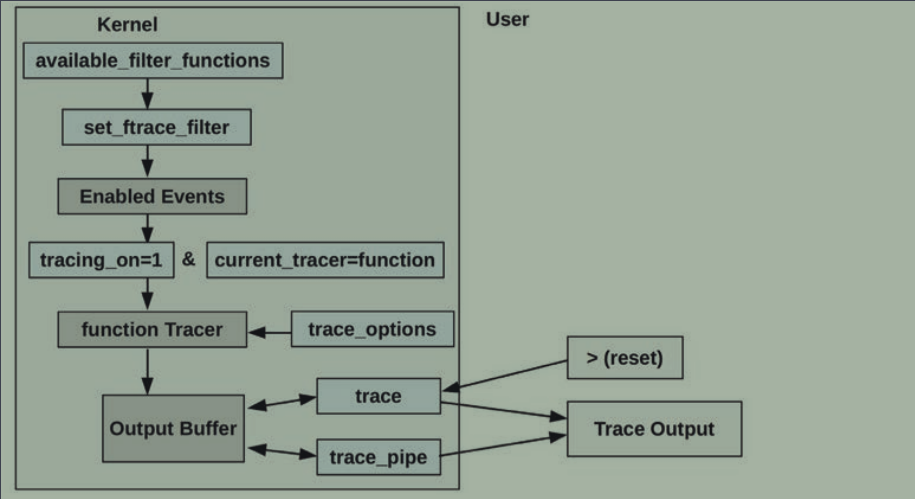 Kernel
User
available_filter_functions
set_ftrace_filter
Enabled Events
tracing_on=1 & current_tracer=function
function Tracer
trace_options
> (reset)
trace
Output Buffer
Trace Output
trace_pipe